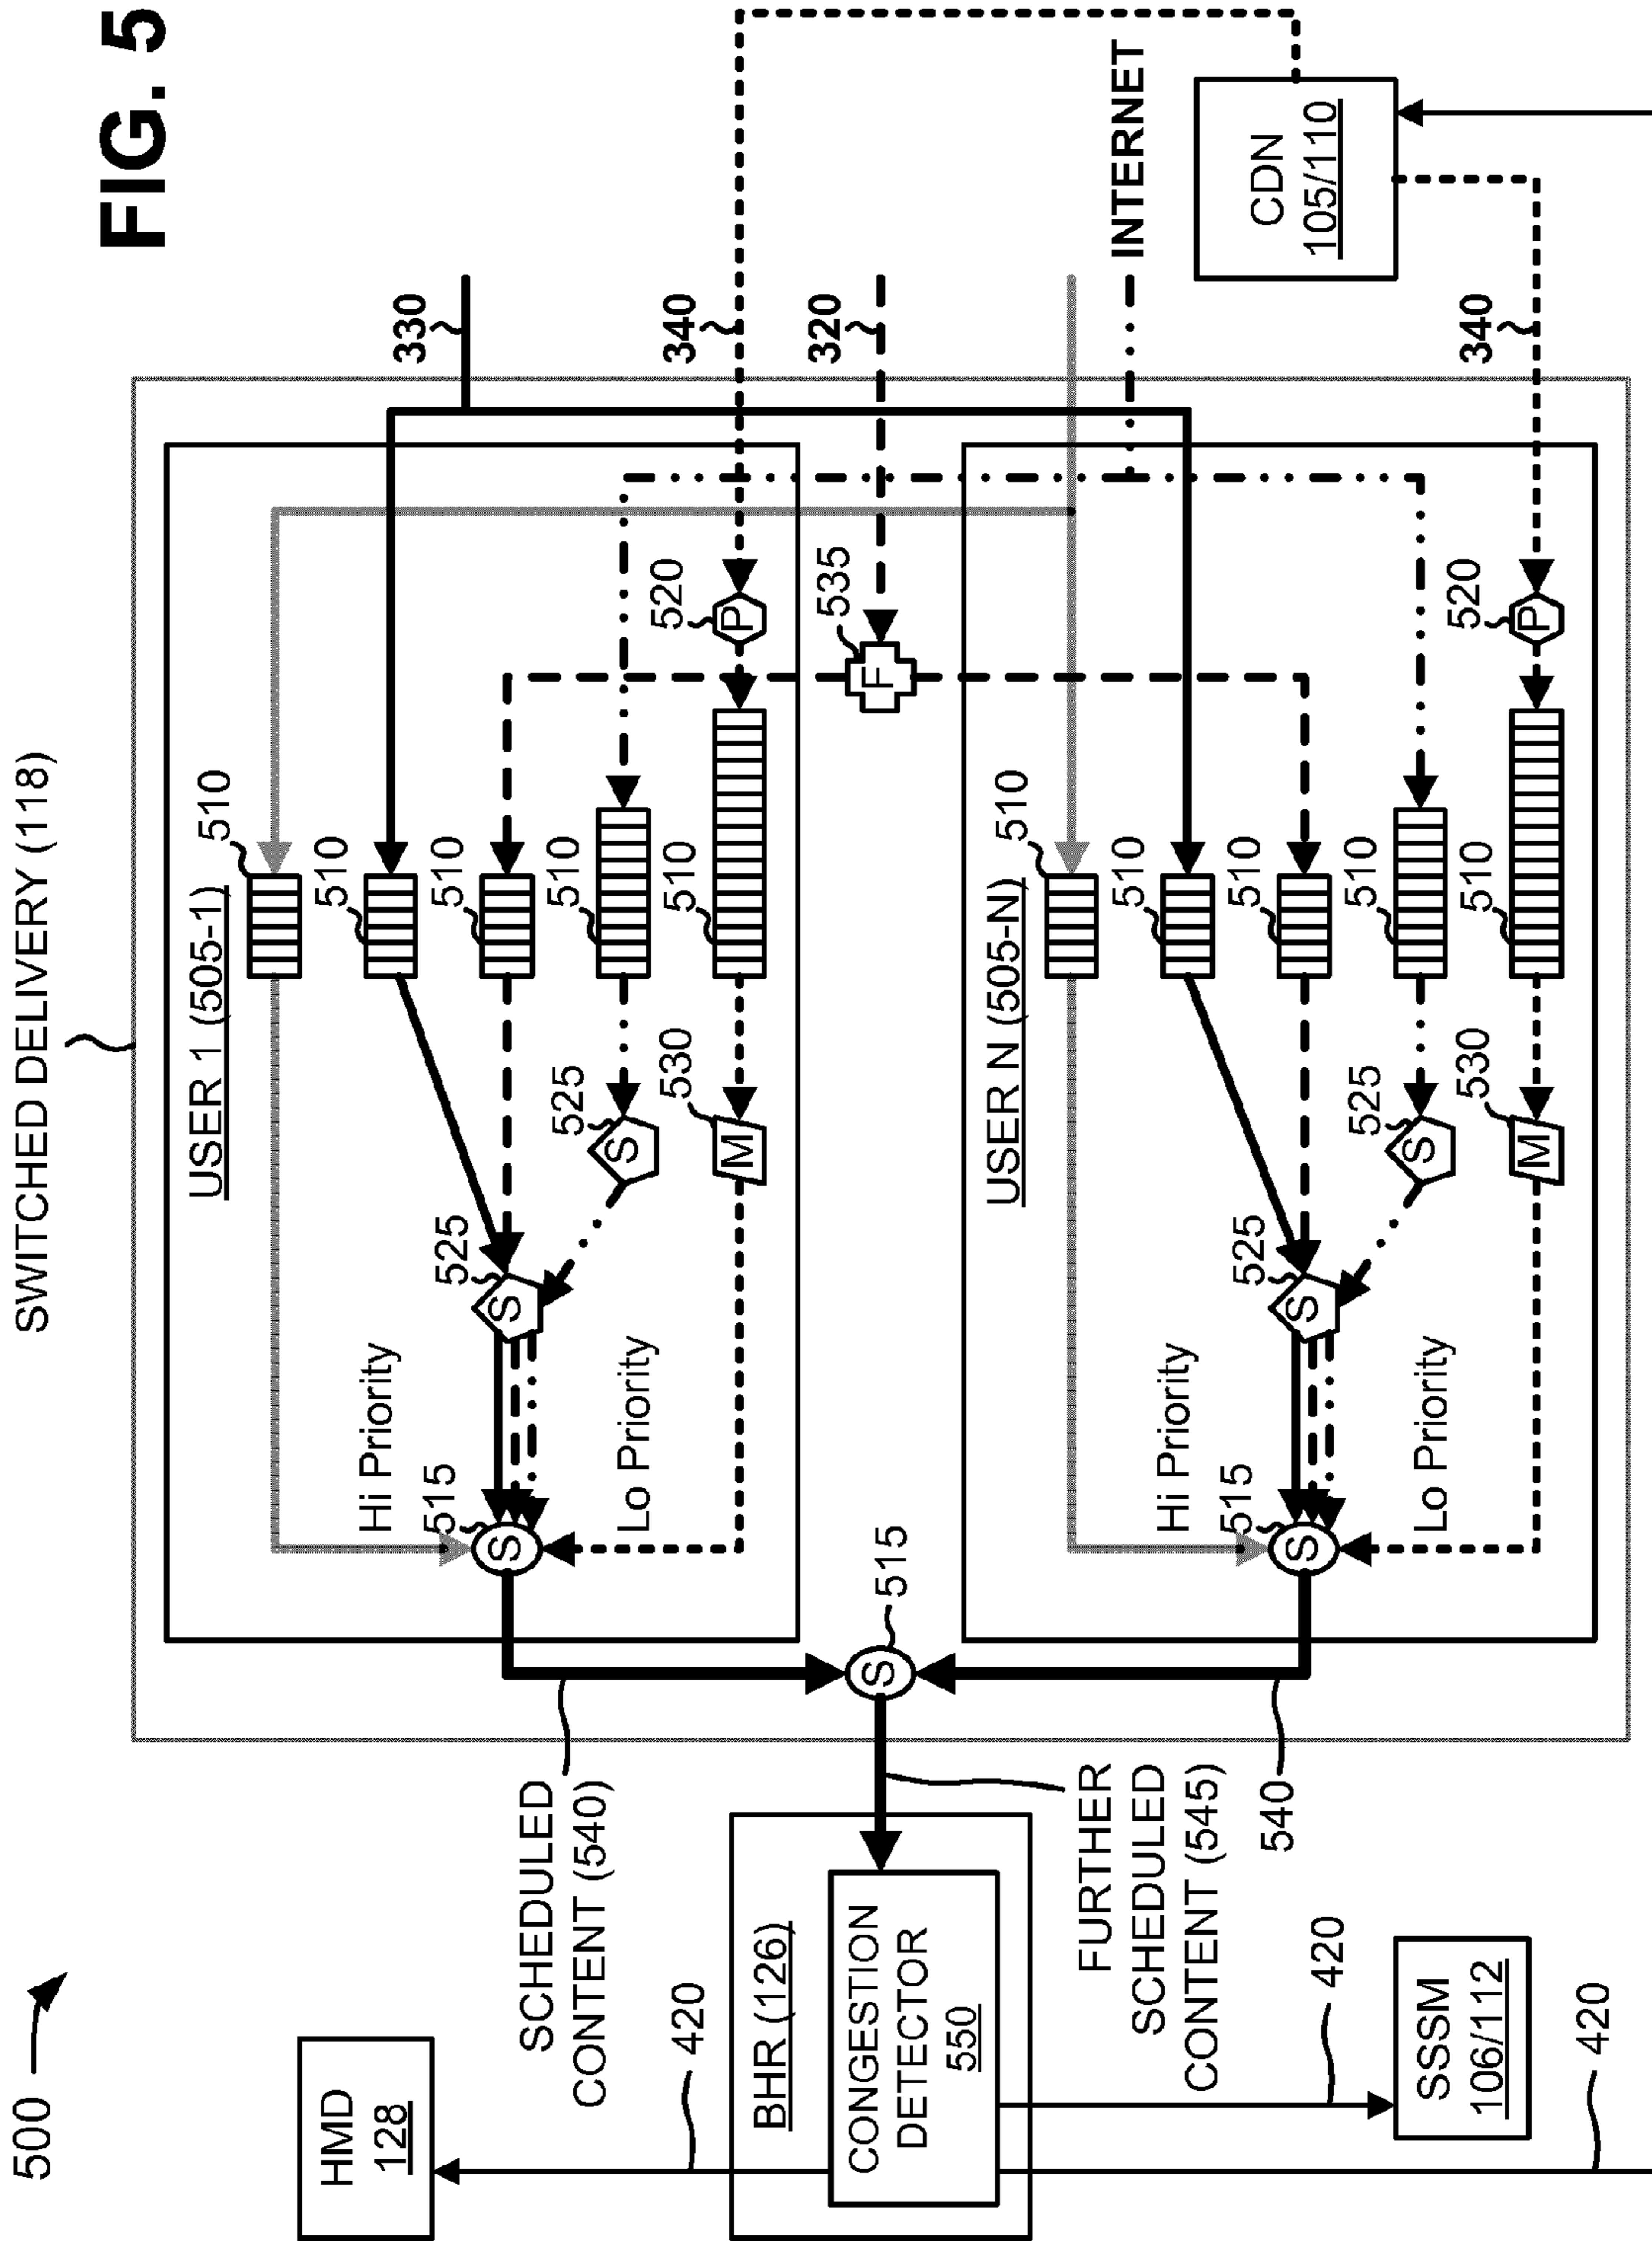 FIG. 5
500
SWITCHED DELIVERY (118)
HMD
128
SCHEDULED
CONTENT (540)
420
BHR (126)
CONGESTION
DETECTOR
550
FURTHER
SCHEDULED
CONTENT (545)
540
420
SSSM
106/112
420
515
S
USER 1 (505-1)
510
510
510
510
510
Hi Priority
Lo Priority
515
S
525
S
525
S
530
M
520
P
535
F
USER N (505-N)
510
510
510
510
510
Hi Priority
Lo Priority
515
S
525
S
525
S
530
M
520
P
330
340
320
INTERNET
340
CDN
105/110